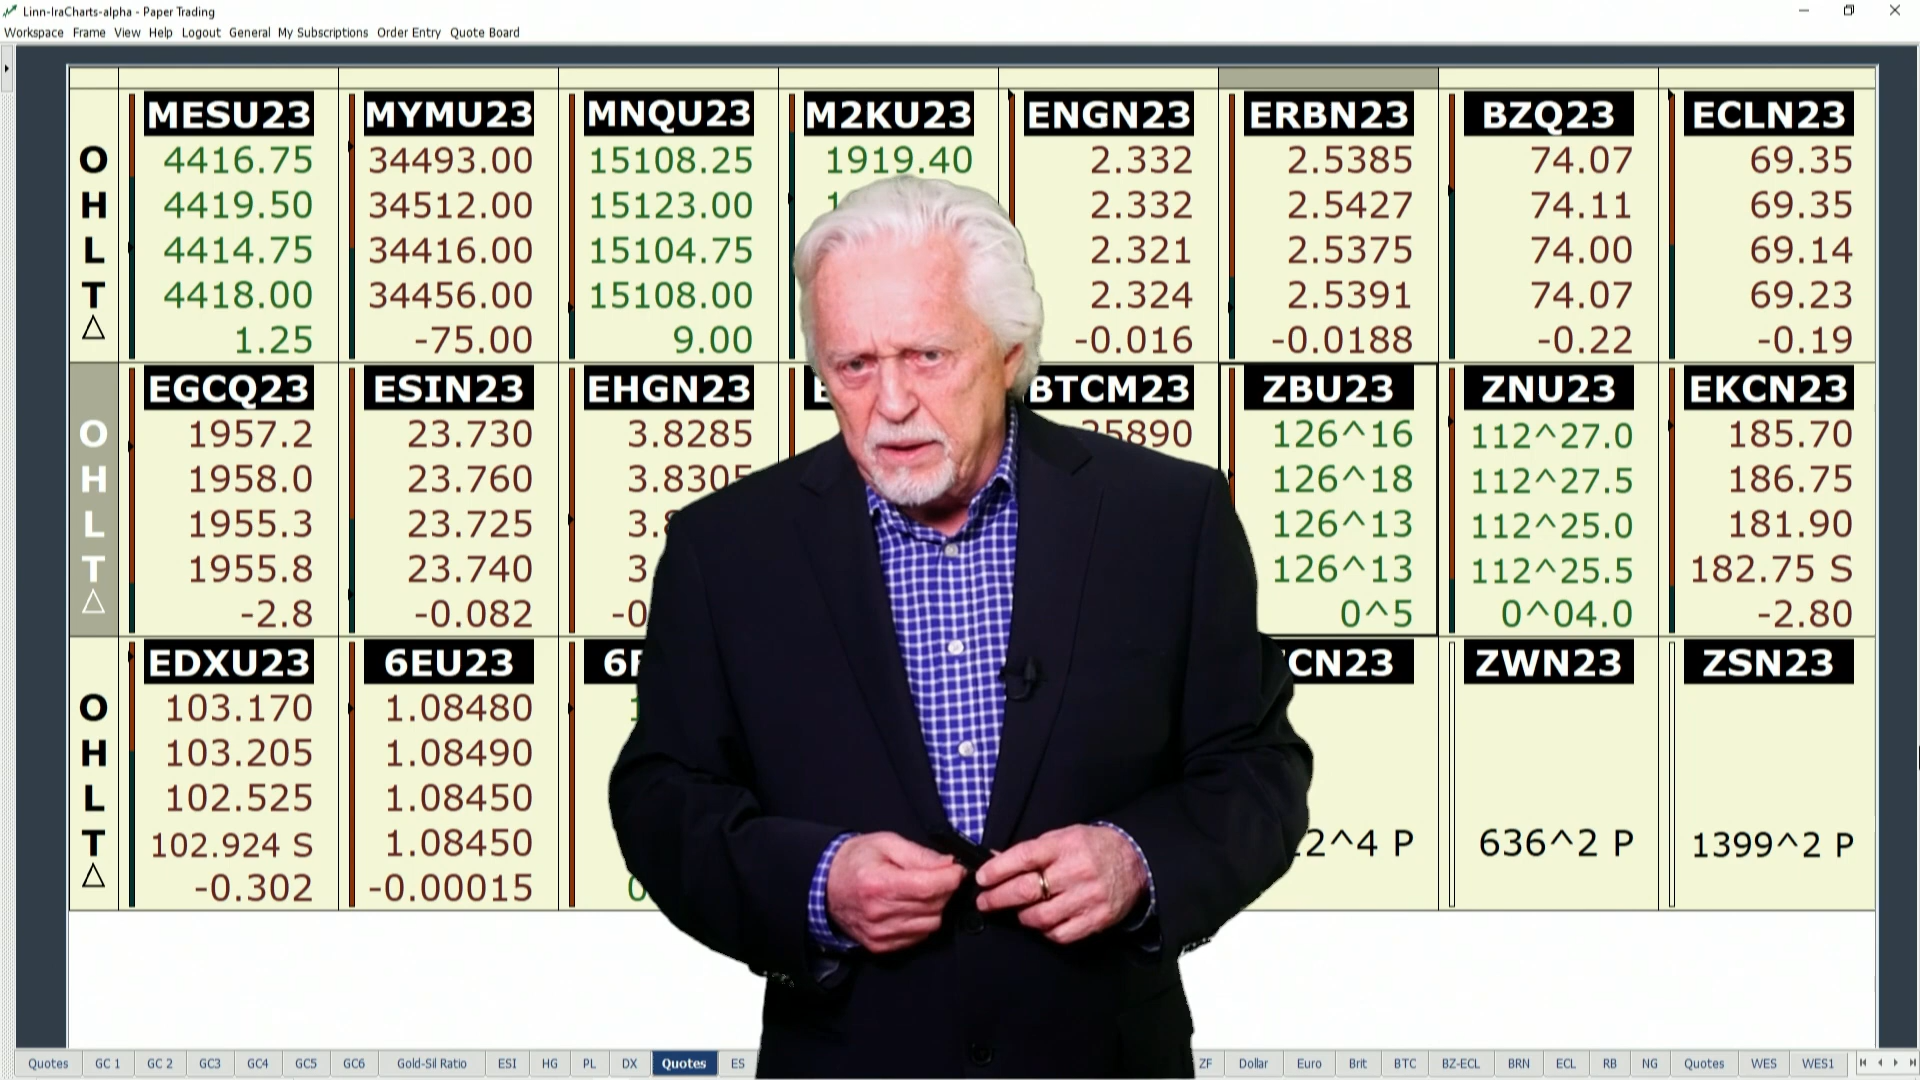 Linn-IraCharts-alpha - Paper Trading
Workspace Frame View Help Logout General My Subscriptions Order Entry Quote Board
MESU23 MYMU23 MNQU23 M2KU23 ENGN23 ERBN23 BZQ23 ECLN23
O 4416.75 34493.00 15108.25 1919.40 2.332 2.5385 74.07 69.35
H 4419.50 34512.00 15123.00 2.332 2.5427 74.11 69.35
L 4414.75 34416.00 15104.75 2.321 2.5375 74.00 69.14
T 4418.00 34456.00 15108.00 2.324 2.5391 74.07 69.23
△ 1.25 -75.00 9.00 -0.016 -0.0188 -0.22 -0.19
EGCQ23 ESIN23 EHGN23 BTCM23 ZBU23 ZNU23 EKCN23
O 1957.2 23.730 3.8285 25890 126^16 112^27.0 185.70
H 1958.0 23.760 3.8305 126^18 112^27.5 186.75
L 1955.3 23.725 126^13 112^25.0 181.90
T 1955.8 23.740 126^13 112^25.5 182.75 S
△ -2.8 -0.082 0^5 0^04.0 -2.80
EDXU23 6EU23 CN23 ZWN23 ZSN23
O 103.170 1.08480
H 103.205 1.08490
L 102.525 1.08450
T 102.924 S 1.08450 2^4 P 636^2 P 1399^2 P
△ -0.302 -0.00015
Quotes GC 1 GC 2 GC3 GC4 GC5 GC6 Gold-Sil Ratio ESI HG PL DX Quotes ES ZF Dollar Euro Brit BTC BZ-ECL BRN ECL RB NG Quotes WES WES1